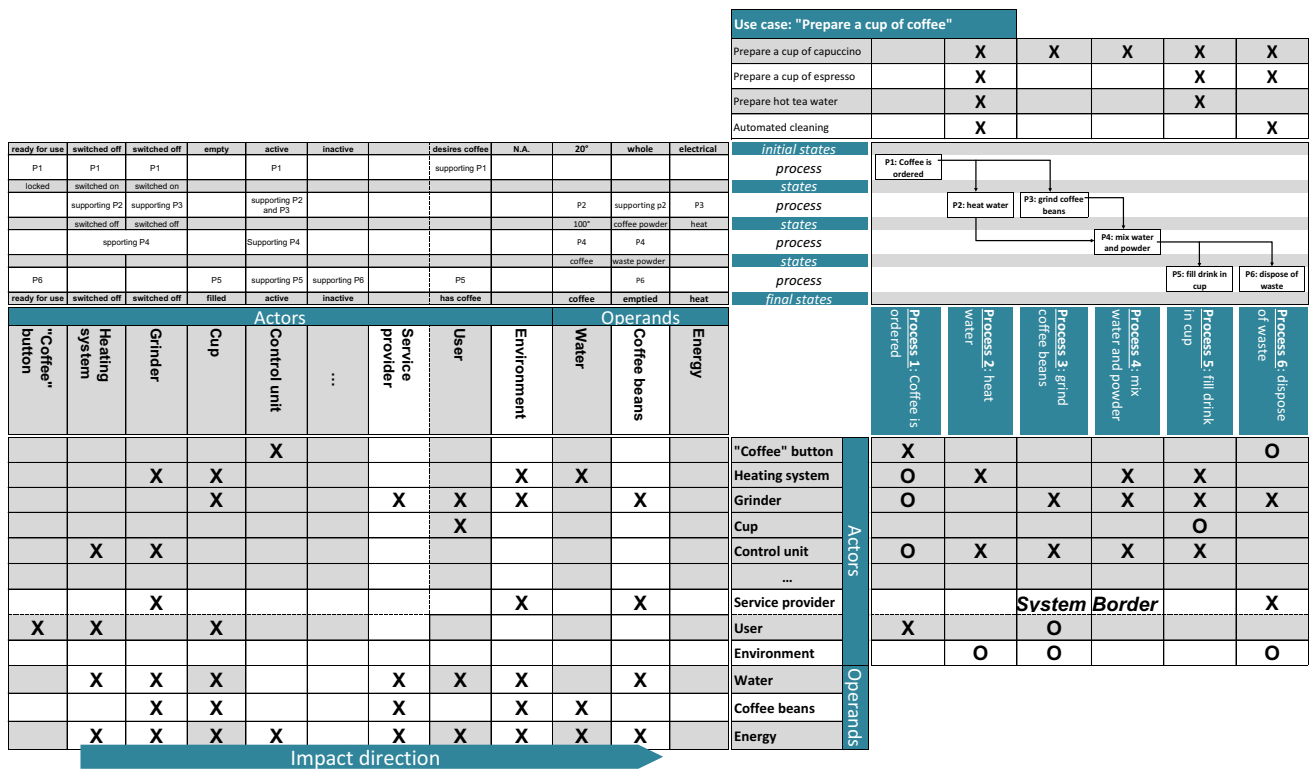 Use case: "Prepare a cup of coffee"
Prepare a cup of capuccino X X X X X
Prepare a cup of espresso X X X
Prepare hot tea water X X
Automated cleaning X X
ready for use switched off switched off empty active inactive desires coffee N.A. 20° whole electrical initial states
P1 P1 P1 P1 supporting P1 process
locked switched on switched on states
supporting P2 supporting P3 supporting P2 and P3 P2 supporting p2 P3 process
switched off switched off 100° coffee powder heat states
spporting P4 Supporting P4 P4 P4 process
coffee waste powder states
P6 P5 supporting P5 supporting P6 P5 P6 process
ready for use switched off switched off filled active inactive has coffee coffee emptied heat final states
P1: Coffee is
ordered
P2: heat water
P3: grind coffee
beans
P4: mix water
and powder
P5: fill drink in
cup
P6: dispose of
waste
Actors Operands
"Coffee"
button
Heating
system
Grinder
Cup
Control unit
...
Service
provider
User
Environment
Water
Coffee beans
Energy
Process 1: Coffee is
ordered
Process 2: heat
water
Process 3: grind
coffee beans
Process 4: mix
water and powder
Process 5: fill drink
in cup
Process 6: dispose
of waste
X "Coffee" button X O
X X X X Heating system O X X X
X X X X X Grinder O X X X X
X Cup O
X X Control unit O X X X X
...
X X X Service provider System Border X
X X X User X O
Environment O O O
Actors
X X X X X X X Water
X X X X X Coffee beans
X X X X X X X X X Energy
Operands
Impact direction